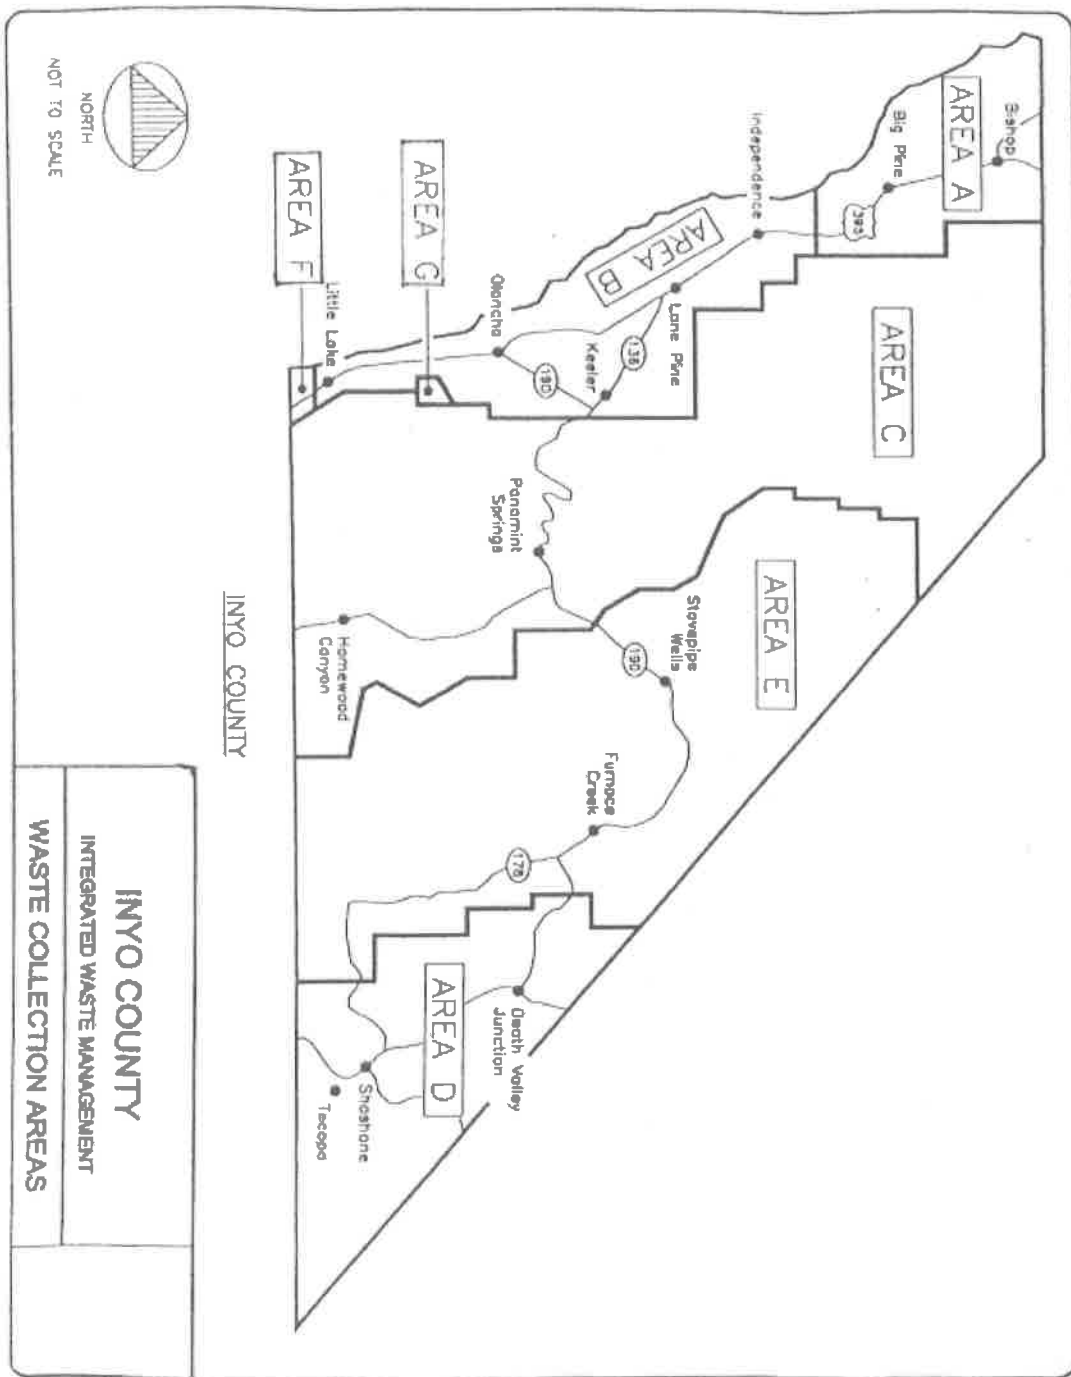 Bishop
AREA A
Big Pine
395
Independence
AREA B
Lone Pine
136
Keeler
190
Olancha
AREA G
AREA F
Little Lake
AREA C
Panamint
Springs
Homewood
Canyon
AREA E
Stovepipe
Wells
190
Furnace
Creek
178
Death Valley
Junction
AREA D
Shoshone
Tecopa
NORTH
NOT TO SCALE
INYO COUNTY
INYO COUNTY
INTEGRATED WASTE MANAGEMENT
WASTE COLLECTION AREAS